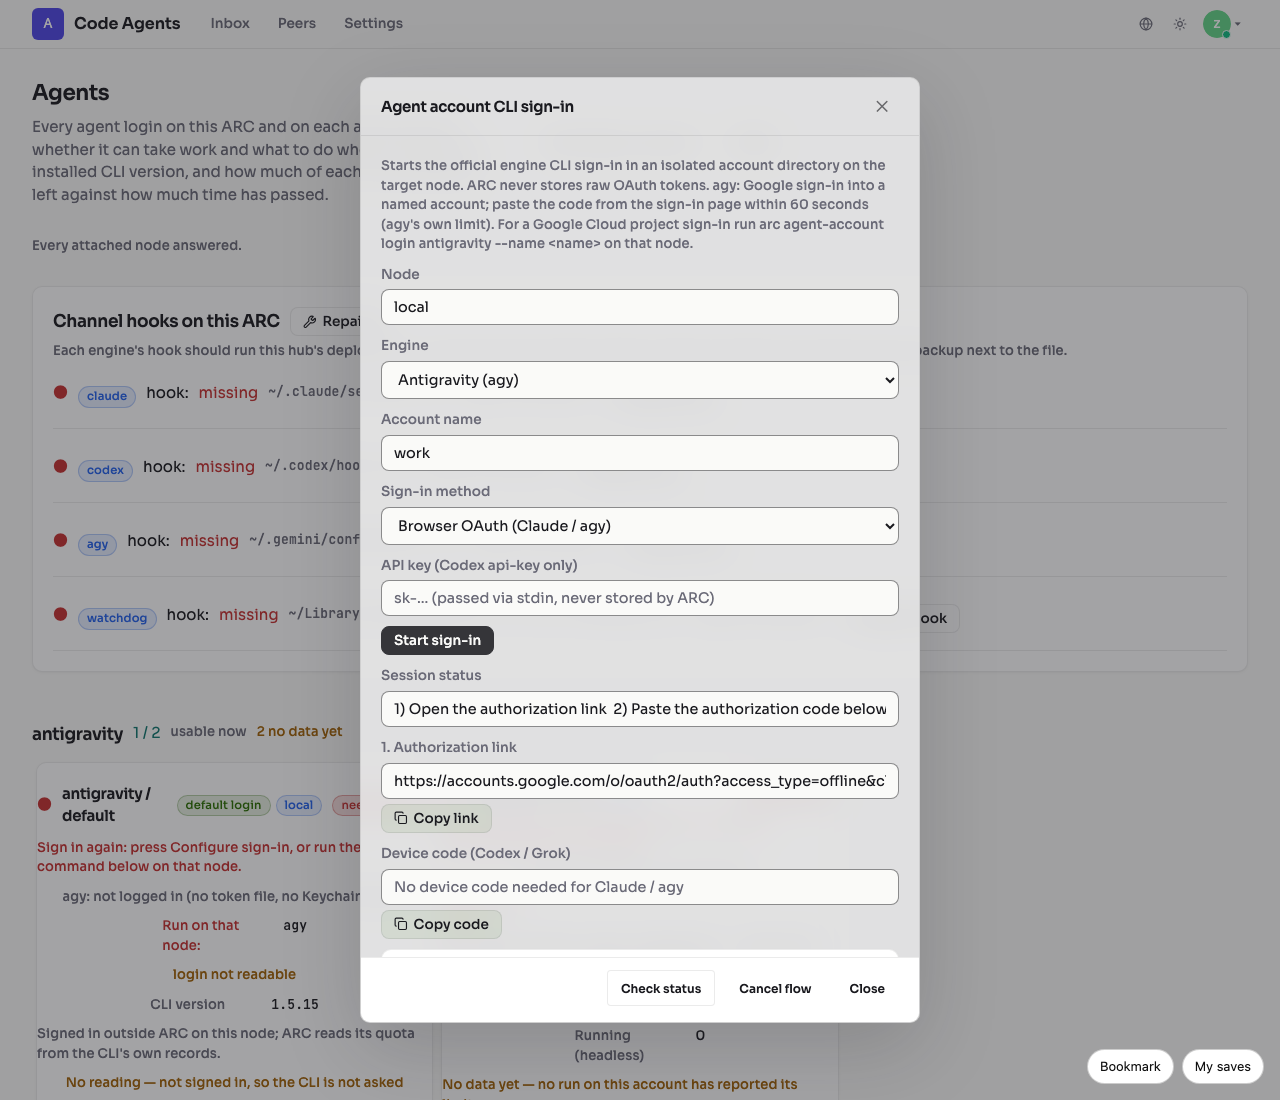 A Code Agents Inbox Peers Settings Z
Agents
Every agent login on this ARC and on each a
whether it can take work and what to do wh
installed CLI version, and how much of each
left against how much time has passed.
Every attached node answered.
Channel hooks on this ARC Repai
Each engine's hook should run this hub's deplo
backup next to the file.
claude hook: missing ~/.claude/se
codex hook: missing ~/.codex/hoo
agy hook: missing ~/.gemini/conf
watchdog hook: missing ~/Library
ook
antigravity 1 / 2 usable now 2 no data yet
antigravity /
default
default login local nee
Sign in again: press Configure sign-in, or run the
command below on that node.
agy: not logged in (no token file, no Keychain
Run on that
node:
agy
login not readable
CLI version 1.5.15
Signed in outside ARC on this node; ARC reads its quota
from the CLI's own records.
No reading — not signed in, so the CLI is not asked
Running
(headless)
0
No data yet — no run on this account has reported its
Agent account CLI sign-in
Starts the official engine CLI sign-in in an isolated account directory on the
target node. ARC never stores raw OAuth tokens. agy: Google sign-in into a
named account; paste the code from the sign-in page within 60 seconds
(agy's own limit). For a Google Cloud project sign-in run arc agent-account
login antigravity --name <name> on that node.
Node
local
Engine
Antigravity (agy)
Account name
work
Sign-in method
Browser OAuth (Claude / agy)
API key (Codex api-key only)
sk-... (passed via stdin, never stored by ARC)
Start sign-in
Session status
1) Open the authorization link 2) Paste the authorization code below
1. Authorization link
https://accounts.google.com/o/oauth2/auth?access_type=offline&c
Copy link
Device code (Codex / Grok)
No device code needed for Claude / agy
Copy code
Check status Cancel flow Close
Bookmark My saves